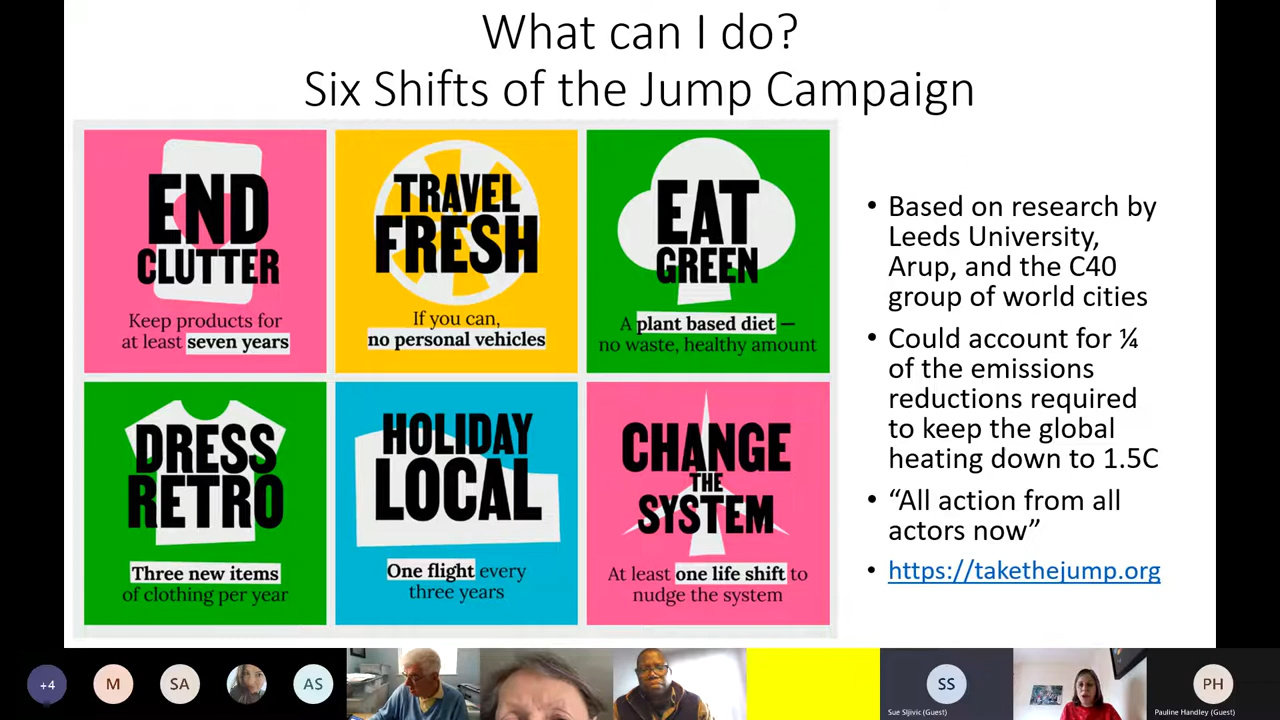 What can I do?
Six Shifts of the Jump Campaign
END
CLUTTER
Keep products for
at least seven years
TRAVEL
FRESH
If you can,
no personal vehicles
EAT
GREEN
A plant based diet —
no waste, healthy amount
DRESS
RETRO
Three new items
of clothing per year
HOLIDAY
LOCAL
One flight every
three years
CHANGE
THE
SYSTEM
At least one life shift to
nudge the system
• Based on research by
Leeds University,
Arup, and the C40
group of world cities
• Could account for ¼
of the emissions
reductions required
to keep the global
heating down to 1.5C
• “All action from all
actors now”
• https://takethejump.org
+4
M
SA
AS
SS
Sue Sljivic (Guest)
PH
Pauline Handley (Guest)